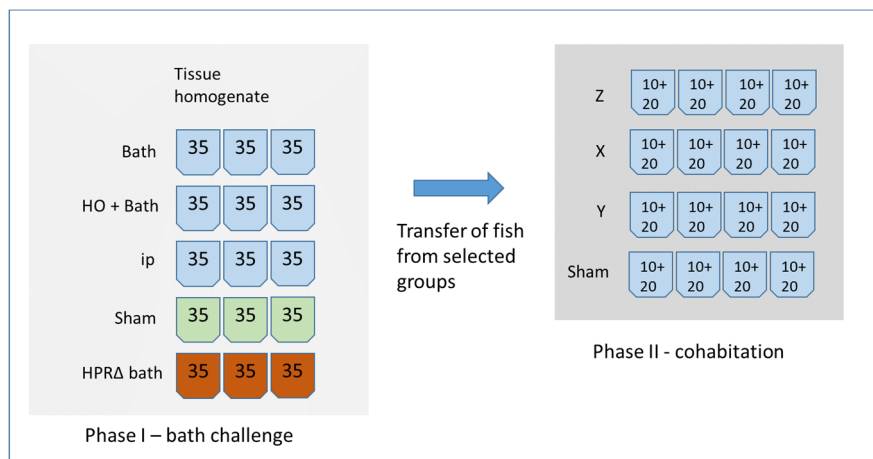 Tissue
homogenate
Bath 35 35 35
HO + Bath 35 35 35
ip 35 35 35
Sham 35 35 35
HPRΔ bath 35 35 35
Phase I – bath challenge
Transfer of fish
from selected
groups
Z 10+ 10+ 10+ 10+
20 20 20 20
X 10+ 10+ 10+ 10+
20 20 20 20
Y 10+ 10+ 10+ 10+
20 20 20 20
Sham 10+ 10+ 10+ 10+
20 20 20 20
Phase II - cohabitation